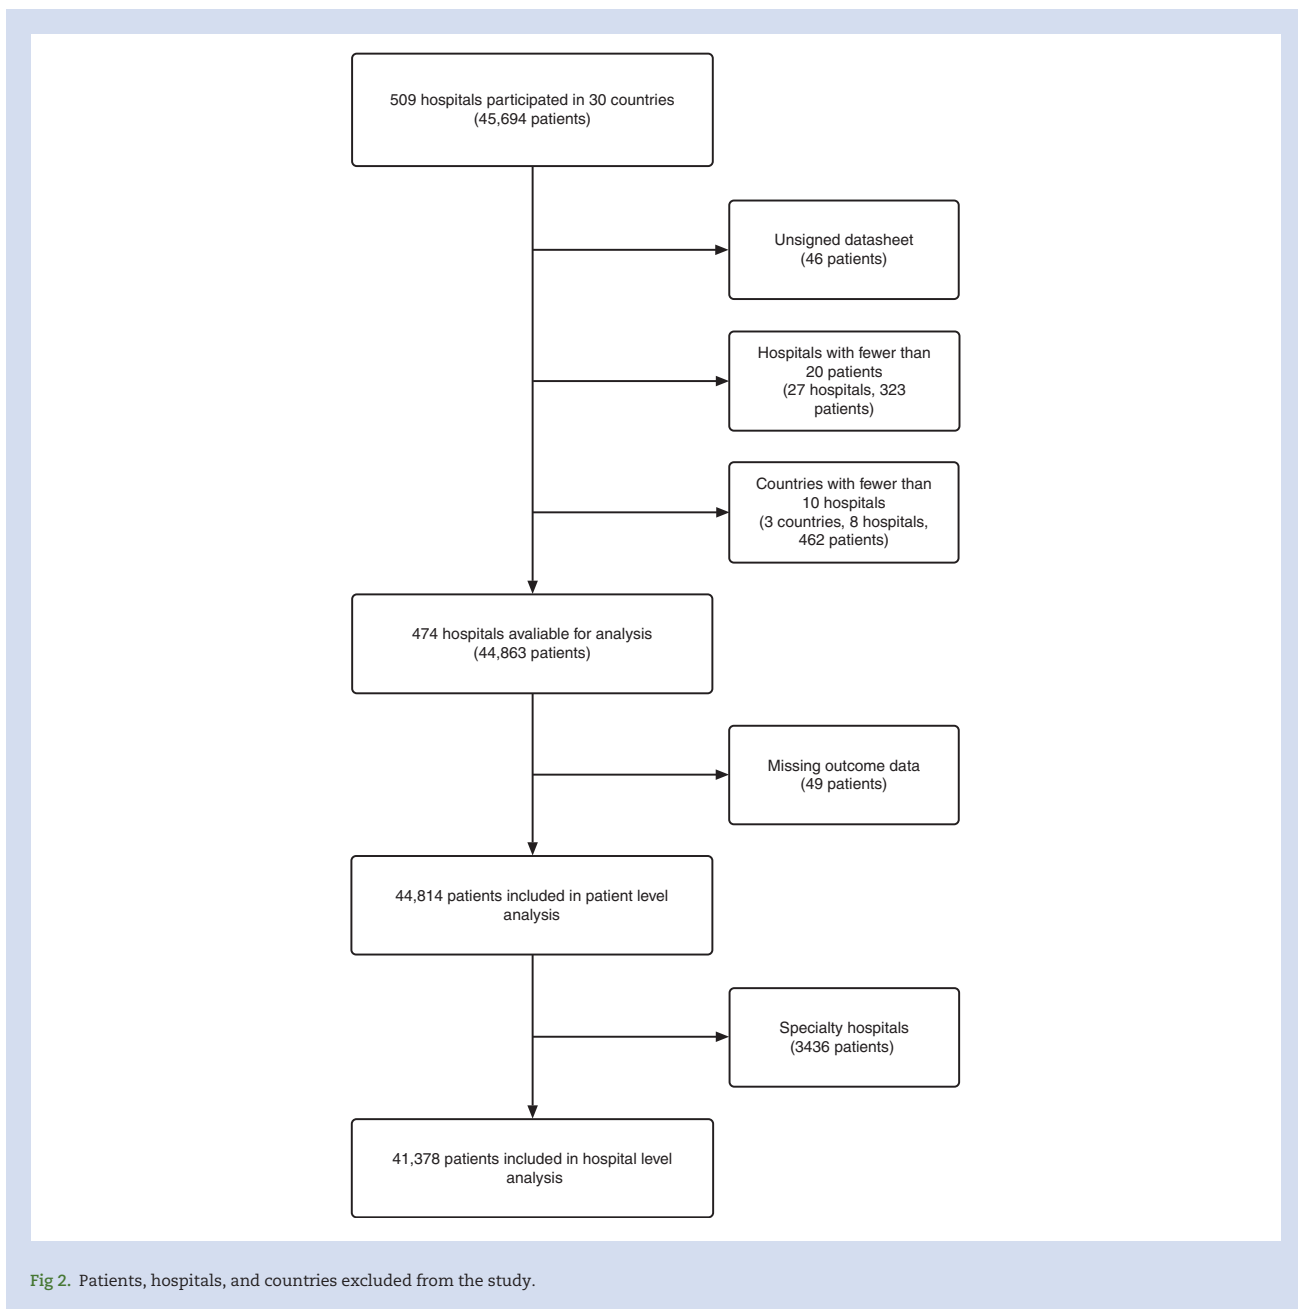 509 hospitals participated in 30 countries
(45,694 patients)
Unsigned datasheet
(46 patients)
Hospitals with fewer than
20 patients
(27 hospitals, 323
patients)
Countries with fewer than
10 hospitals
(3 countries, 8 hospitals,
462 patients)
474 hospitals avaliable for analysis
(44,863 patients)
Missing outcome data
(49 patients)
44,814 patients included in patient level
analysis
Specialty hospitals
(3436 patients)
41,378 patients included in hospital level
analysis
Fig 2. Patients, hospitals, and countries excluded from the study.